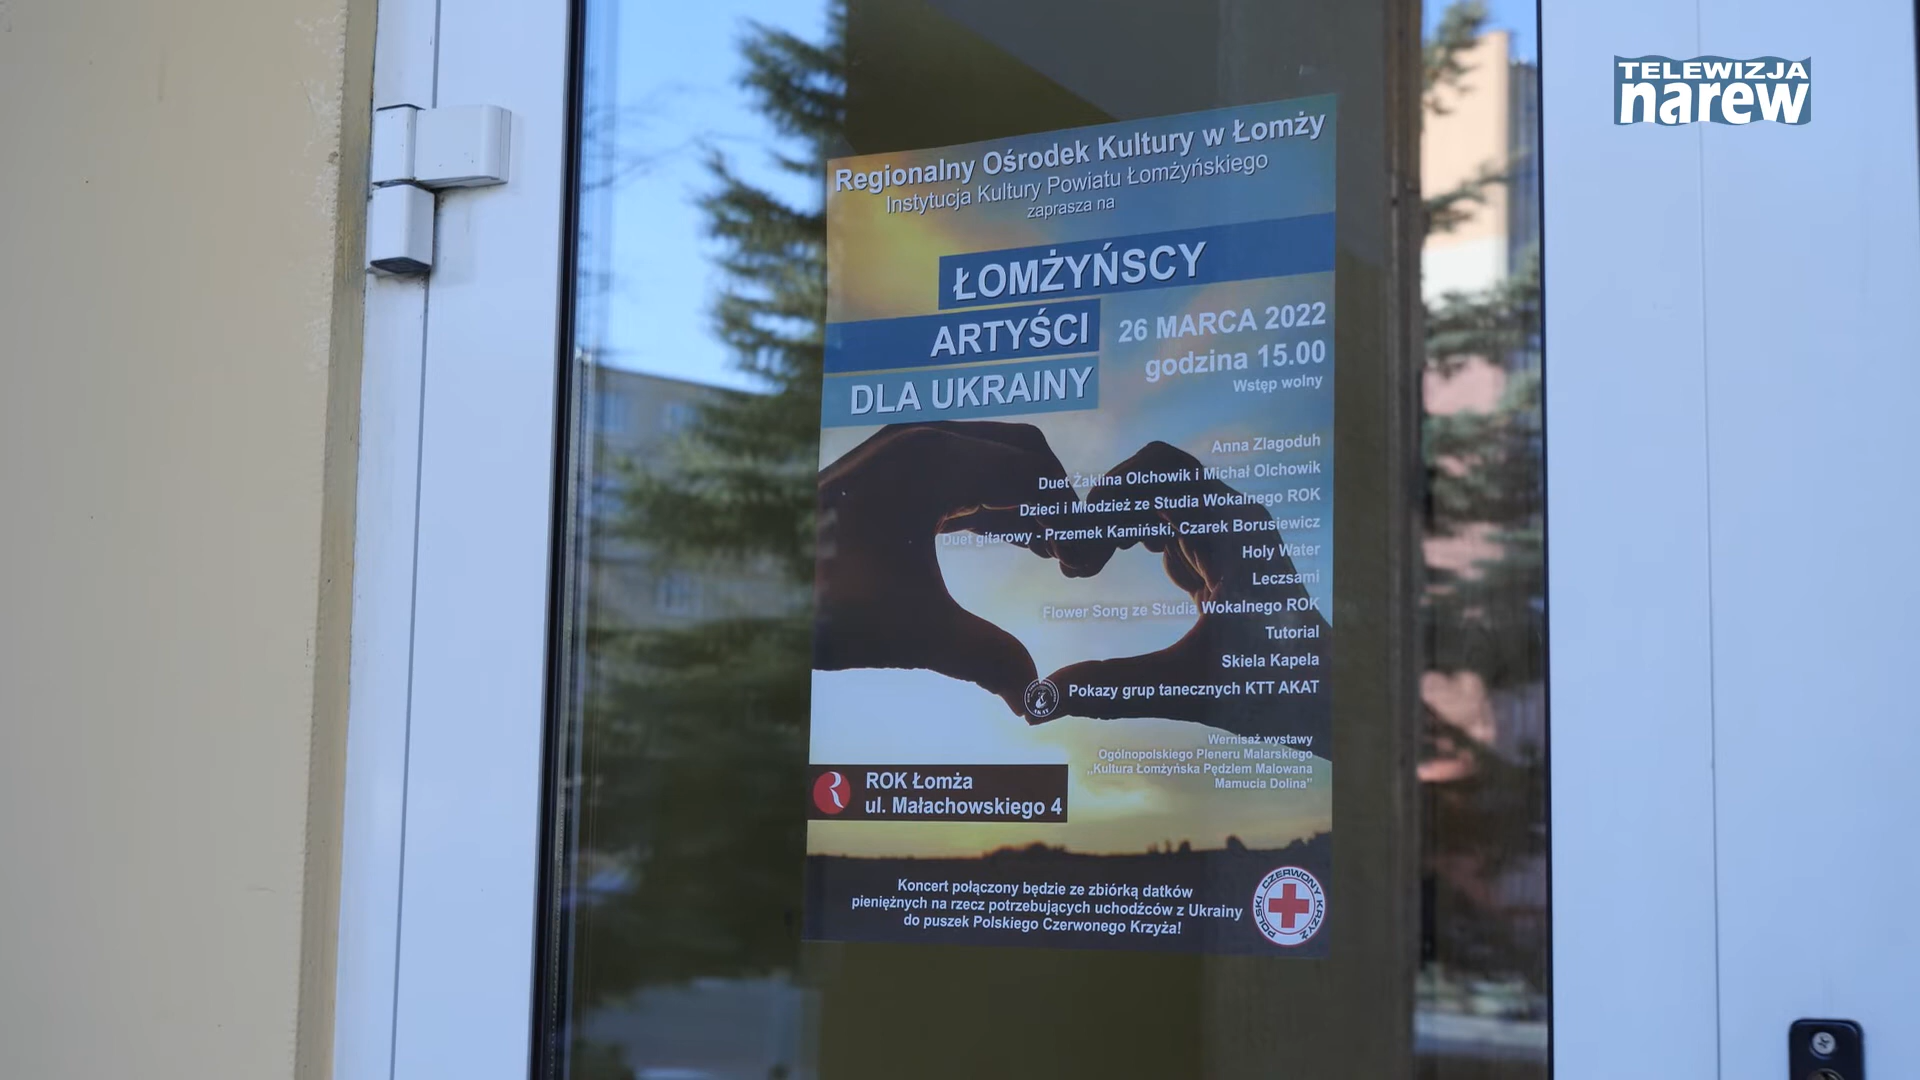 TELEWIZJA
narew
Regionalny Ośrodek Kultury w Łomży
Instytucja Kultury Powiatu Łomżyńskiego
zaprasza na
ŁOMŻYŃSCY
ARTYŚCI
DLA UKRAINY
26 MARCA 2022
godzina 15.00
Wstęp wolny
Anna Zlagoduh
Duet Żaklina Olchowik i Michał Olchowik
Dzieci i Młodzież ze Studia Wokalnego ROK
Duet gitarowy - Przemek Kamiński, Czarek Borusiewicz
Holy Water
Leczsami
Flower Song ze Studia Wokalnego ROK
Tutorial
Skiela Kapela
Pokazy grup tanecznych KTT AKAT
Wernisaż wystawy
Ogólnopolskiego Pleneru Malarskiego
„Kultura Łomżyńska Pędzlem Malowana
Mamucia Dolina"
ROK Łomża
ul. Małachowskiego 4
Koncert połączony będzie ze zbiórką datków
pieniężnych na rzecz potrzebujących uchodźców z Ukrainy
do puszek Polskiego Czerwonego Krzyża!
POLSKI CZERWONY KRZYŻ